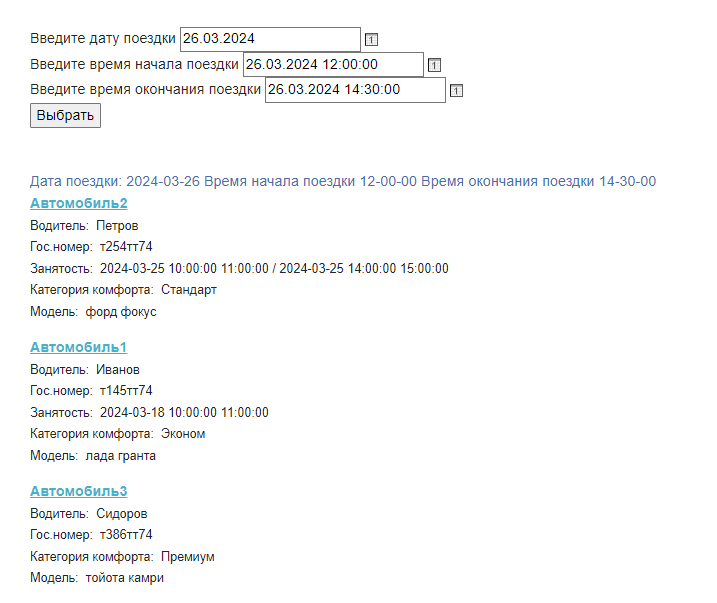 Введите дату поездки 26.03.2024
Введите время начала поездки 26.03.2024 12:00:00
Введите время окончания поездки 26.03.2024 14:30:00
Выбрать
Дата поездки: 2024-03-26 Время начала поездки 12-00-00 Время окончания поездки 14-30-00
Автомобиль2
Водитель: Петров
Гос.номер: т254тт74
Занятость: 2024-03-25 10:00:00 11:00:00 / 2024-03-25 14:00:00 15:00:00
Категория комфорта: Стандарт
Модель: форд фокус
Автомобиль1
Водитель: Иванов
Гос.номер: т145тт74
Занятость: 2024-03-18 10:00:00 11:00:00
Категория комфорта: Эконом
Модель: лада гранта
Автомобиль3
Водитель: Сидоров
Гос.номер: т386тт74
Категория комфорта: Премиум
Модель: тойота камри